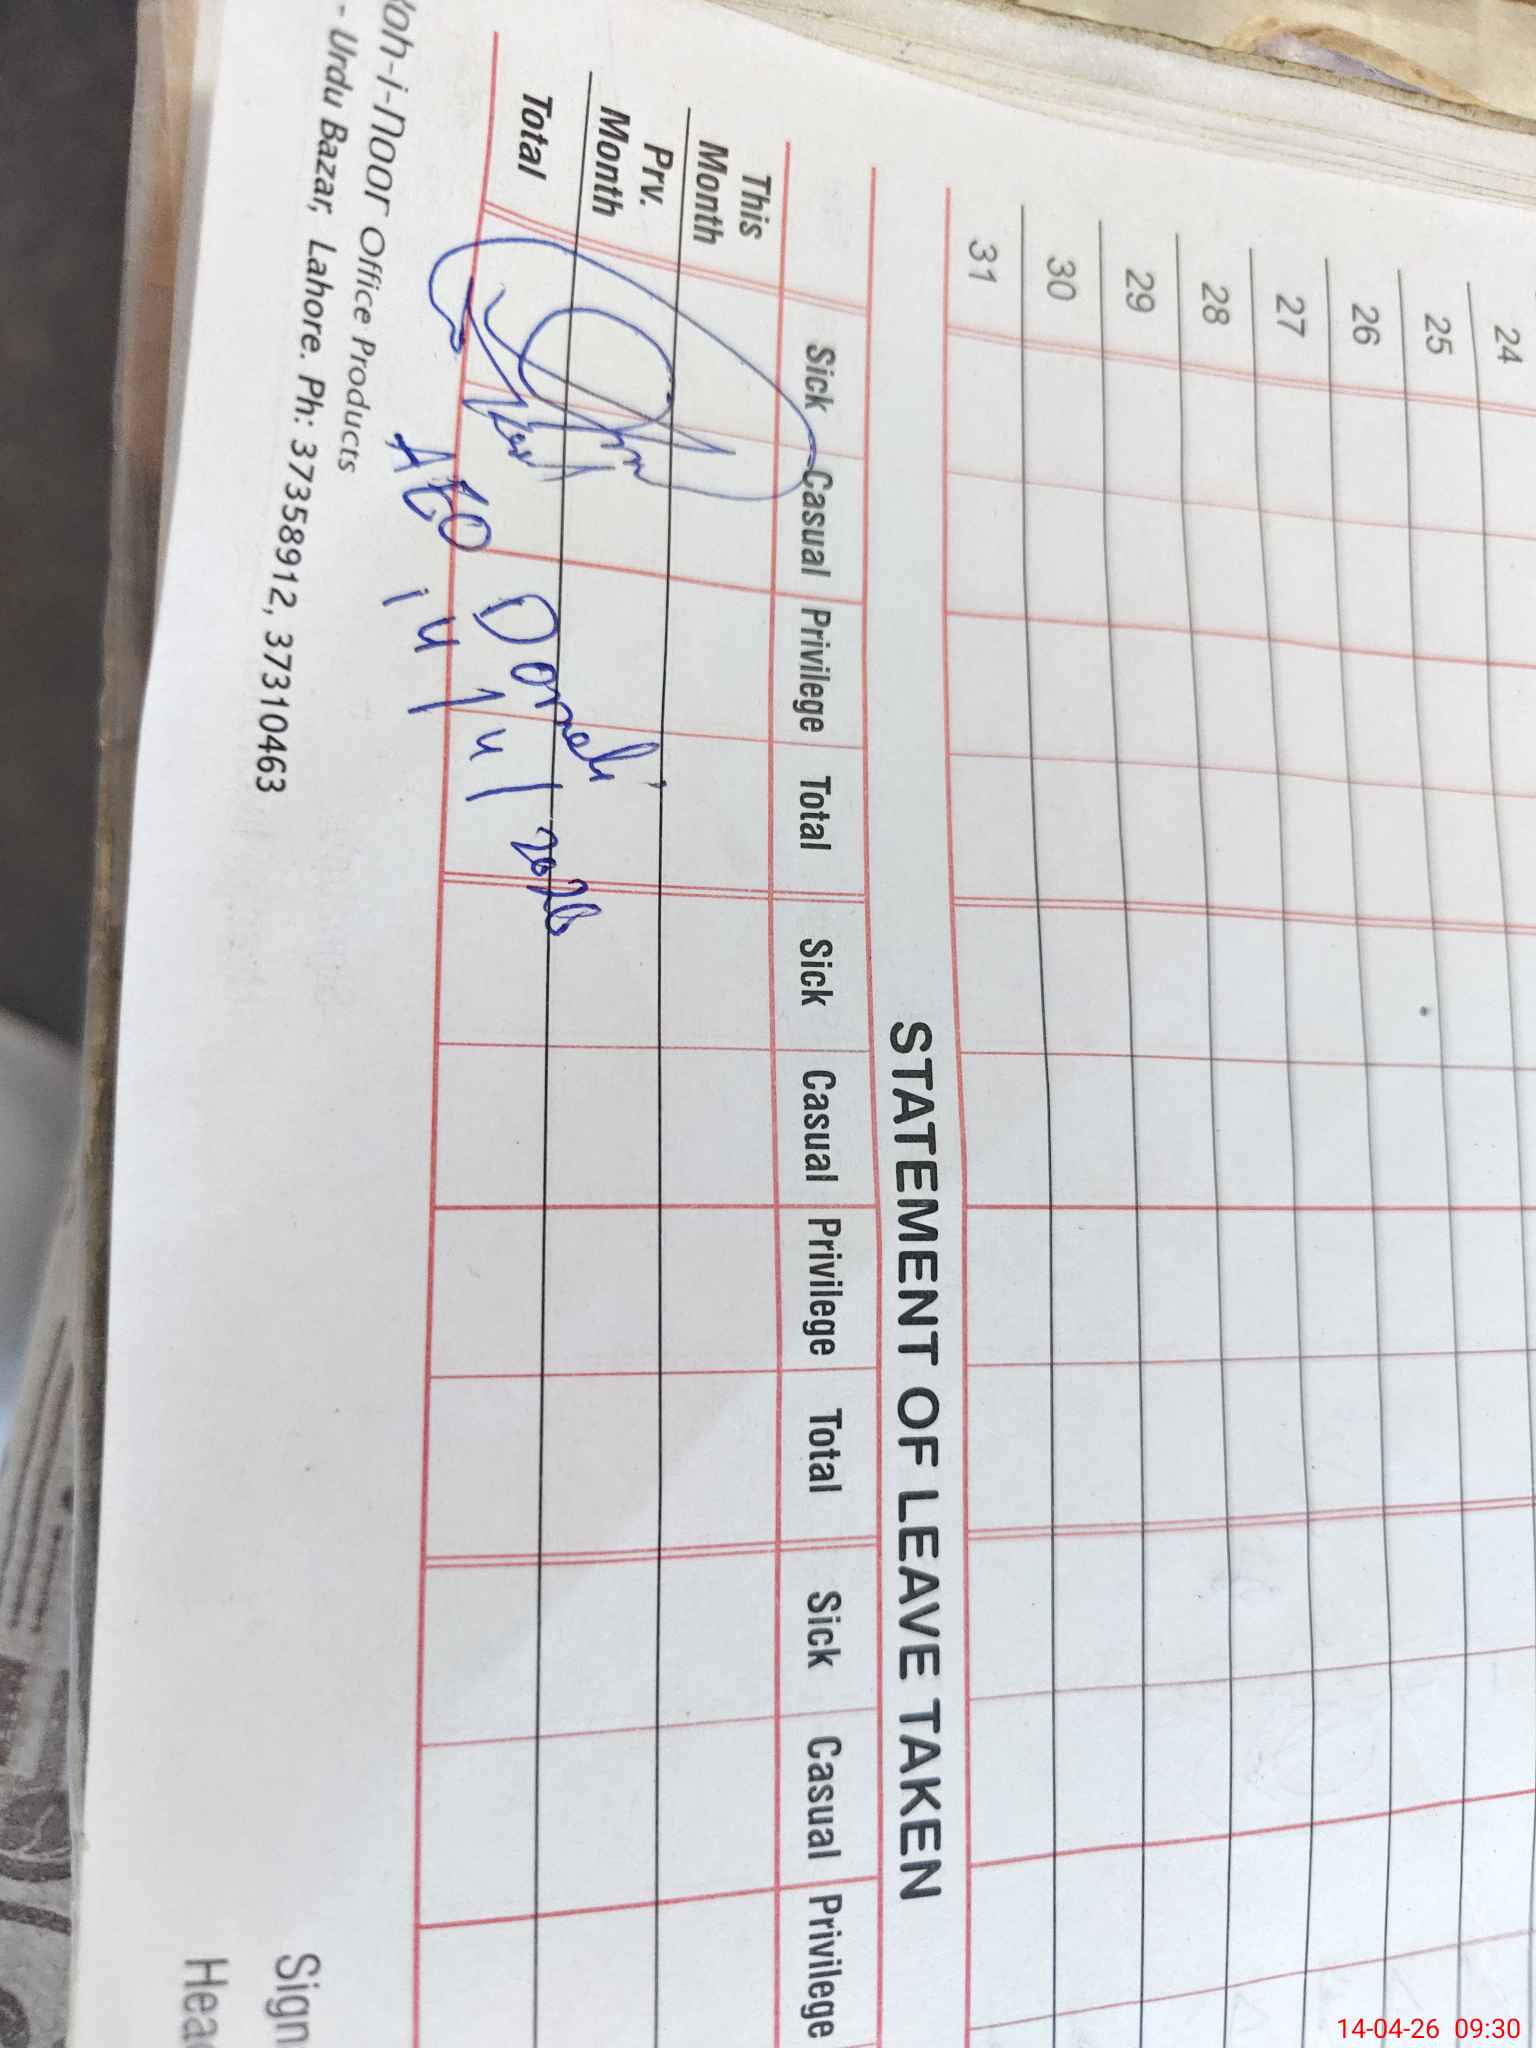 24
25
26
27
28
29
30
31
STATEMENT OF LEAVE TAKEN
Sick Casual Privilege Total Sick Casual Privilege Total Sick Casual Privilege
This Month
Prv. Month
Total
AEO Domeli
14/4/2026
Koh-i-Noor Office Products
- Urdu Bazar, Lahore. Ph: 37358912, 37310463
Sign
Head
14-04-26 09:30